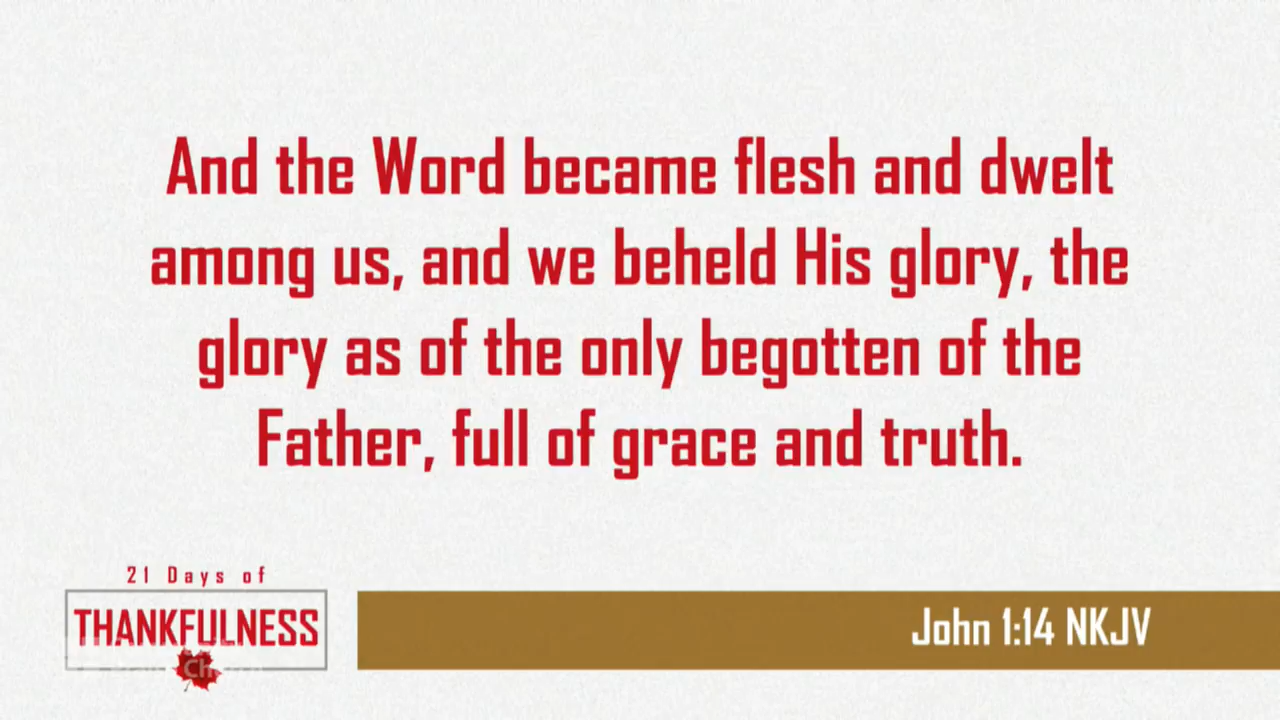 And the Word became flesh and dwelt
among us, and we beheld His glory, the
glory as of the only begotten of the
Father, full of grace and truth.
21 Days of
THANKFULNESS
John 1:14 NKJV